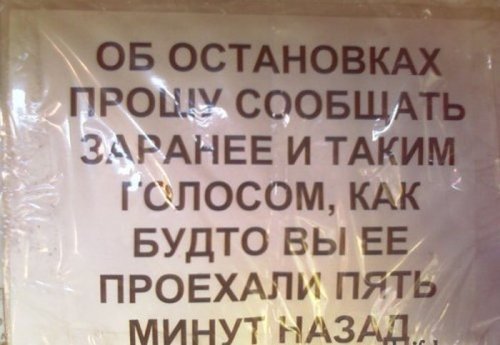 ОБ ОСТАНОВКАХ
ПРОШУ СООБЩАТЬ
ЗАРАНЕЕ И ТАКИМ
ГОЛОСОМ, КАК
БУДТО ВЫ ЕЕ
ПРОЕХАЛИ ПЯТЬ
МИНУТ НАЗАД